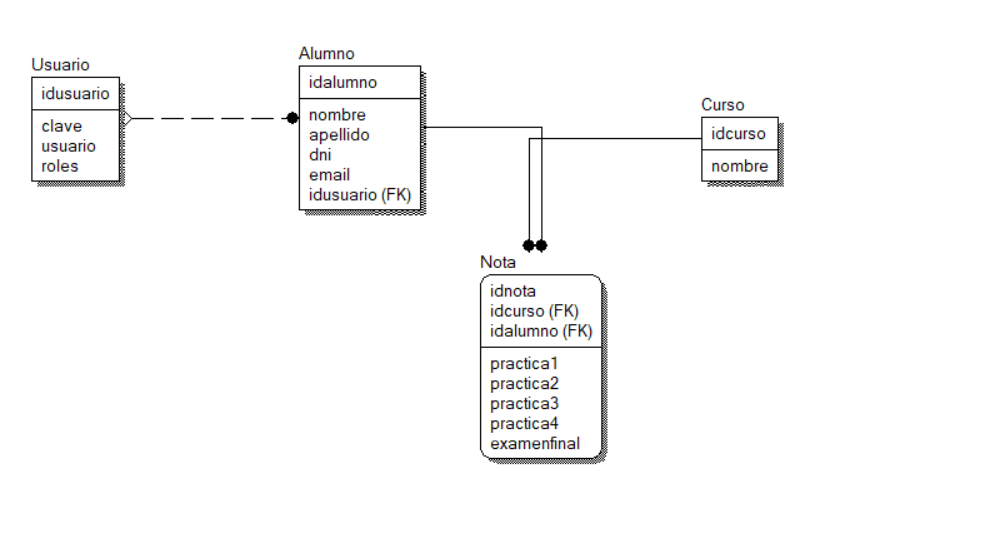 Usuario
idusuario
clave
usuario
roles
Alumno
idalumno
nombre
apellido
dni
email
idusuario (FK)
Curso
idcurso
nombre
Nota
idnota
idcurso (FK)
idalumno (FK)
practica1
practica2
practica3
practica4
examenfinal